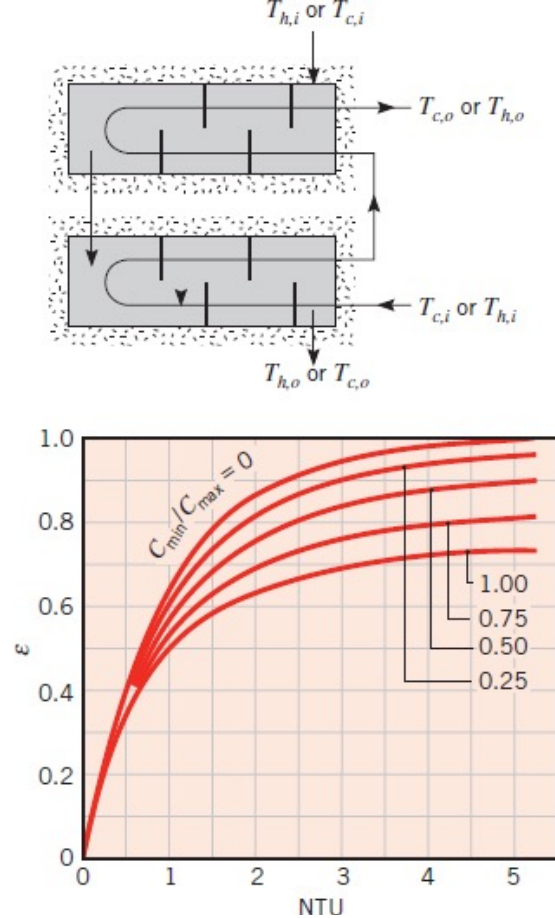 T_{h,i} or T_{c,i}
T_{c,o} or T_{h,o}
T_{c,i} or T_{h,i}
T_{h,o} or T_{c,o}
1.0
C_{min}/C_{max} = 0
0.8
0.6
1.00
0.75
ε
0.50
0.4
0.25
0.2
0
0 1 2 3 4 5
NTU